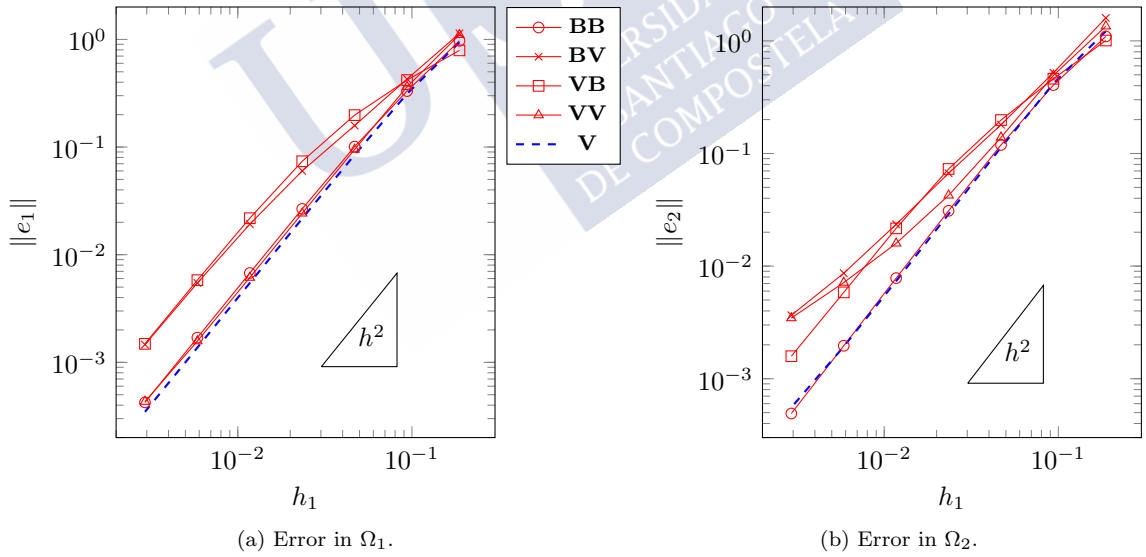 10^0
10^{-1}
10^{-2}
10^{-3}
||e_1||
10^{-2}
10^{-1}
h_1
h^2
(a) Error in Ω_1.
BB
BV
VB
VV
V
10^0
10^{-1}
10^{-2}
10^{-3}
||e_2||
10^{-2}
10^{-1}
h_1
h^2
(b) Error in Ω_2.
SANTIAGO
DE COMPOSTELA